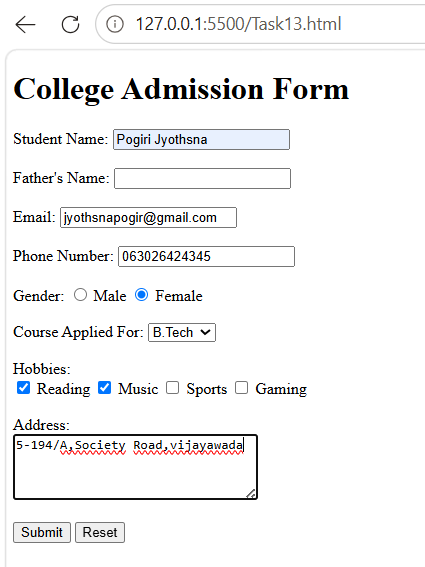 127.0.0.1:5500/Task13.html
College Admission Form
Student Name: Pogiri Jyothsna
Father's Name:
Email: jyothsnapogir@gmail.com
Phone Number: 063026424345
Gender: Male Female
Course Applied For: B.Tech
Hobbies:
Reading Music Sports Gaming
Address:
5-194/A,Society Road,vijayawada
Submit Reset